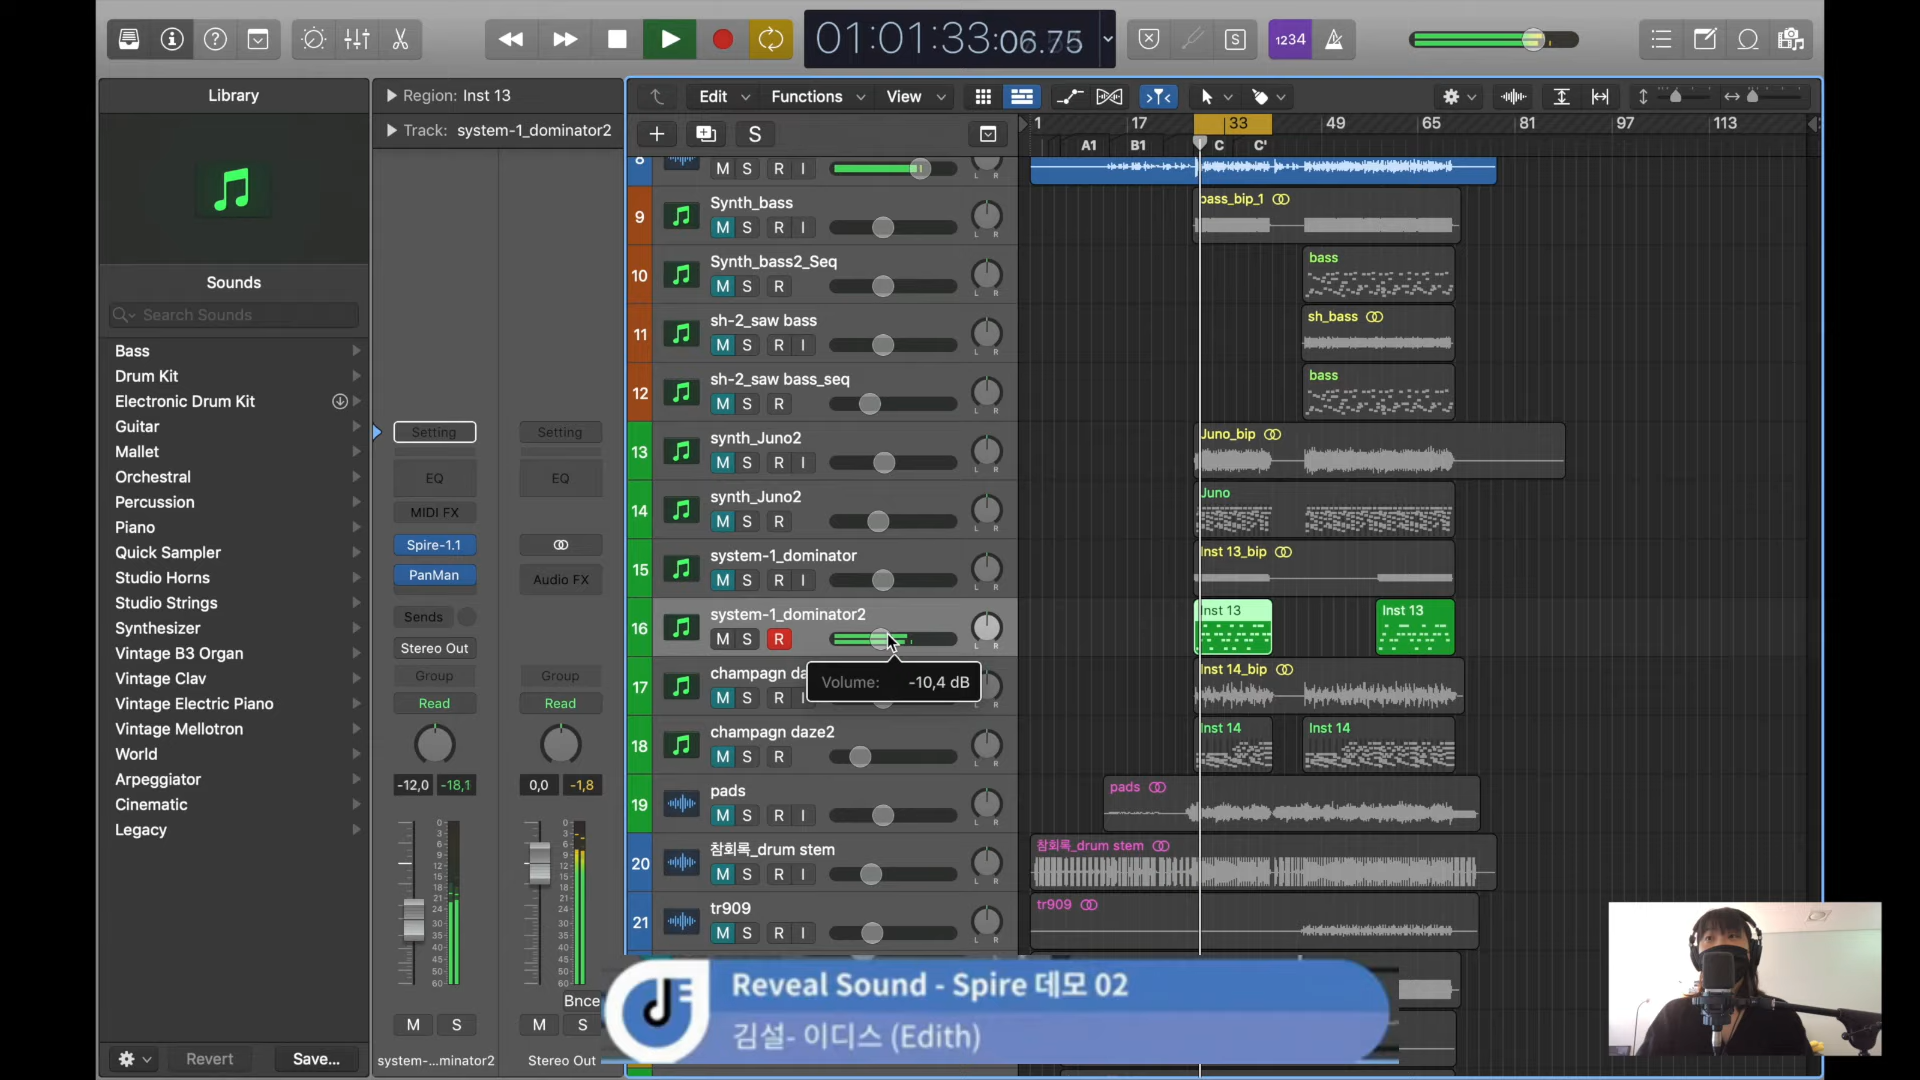 01:01:33:06.75
1234
Library
Region: Inst 13
Track: system-1_dominator2
Edit
Functions
View
1 17 33 49 65 81 97 113
A1 B1 C C'
Sounds
Search Sounds
Bass
Drum Kit
Electronic Drum Kit
Guitar
Mallet
Orchestral
Percussion
Piano
Quick Sampler
Studio Horns
Studio Strings
Synthesizer
Vintage B3 Organ
Vintage Clav
Vintage Electric Piano
Vintage Mellotron
World
Arpeggiator
Cinematic
Legacy
Revert
Save...
Setting
EQ
MIDI FX
Spire-1.1
PanMan
Sends
Stereo Out
Group
Read
-12,0 -18,1
M S
system-...minator2
Setting
EQ
Audio FX
Group
Read
0,0 -1,8
Bnce
M S
Stereo Out
8
M S R I
9 Synth_bass
M S R I
bass_bip_1
10 Synth_bass2_Seq
M S R
bass
11 sh-2_saw bass
M S R I
sh_bass
12 sh-2_saw bass_seq
M S R
bass
13 synth_Juno2
M S R I
Juno_bip
14 synth_Juno2
M S R
Juno
15 system-1_dominator
M S R I
Inst 13_bip
16 system-1_dominator2
M S R
Inst 13
Inst 13
Volume: -10,4 dB
17 champagn da
M S R I
Inst 14_bip
18 champagn daze2
M S R
Inst 14
Inst 14
19 pads
M S R I
pads
20 참회록_drum stem
M S R I
참회록_drum stem
21 tr909
M S R I
tr909
Reveal Sound - Spire 데모 02
김설- 이디스 (Edith)